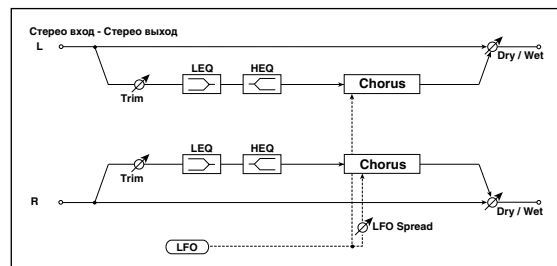 Стерео вход - Стерео выход
L
Dry / Wet
LEQ
HEQ
Trim
Chorus
LEQ
HEQ
Trim
Chorus
R
Dry / Wet
LFO Spread
LFO